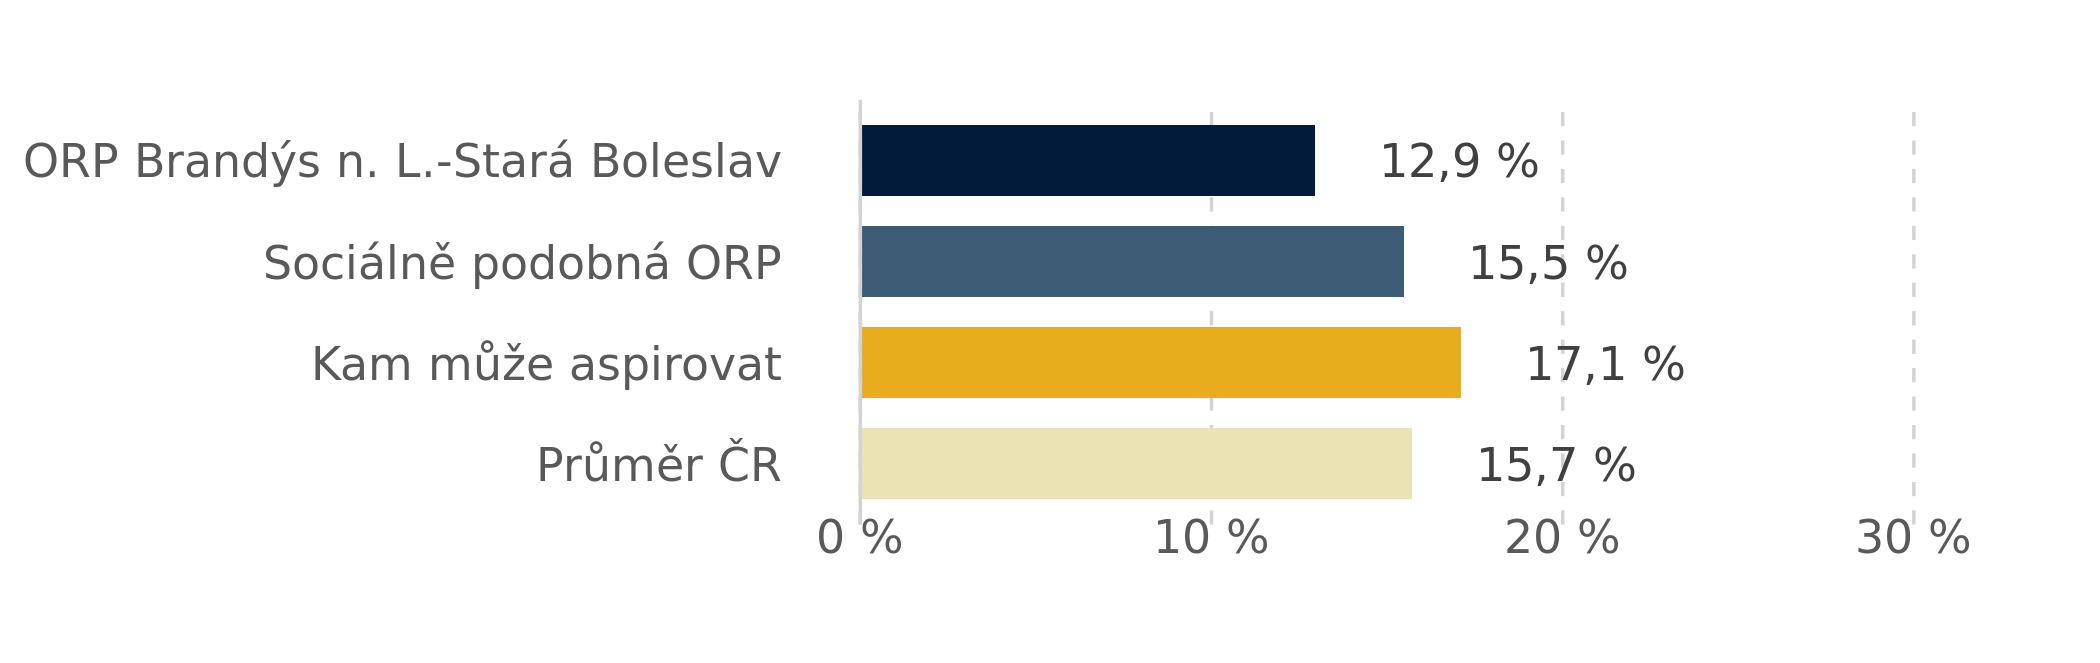 ORP Brandýs n. L.-Stará Boleslav 12,9 %
Sociálně podobná ORP 15,5 %
Kam může aspirovat 17,1 %
Průměr ČR 15,7 %
0 % 10 % 20 % 30 %